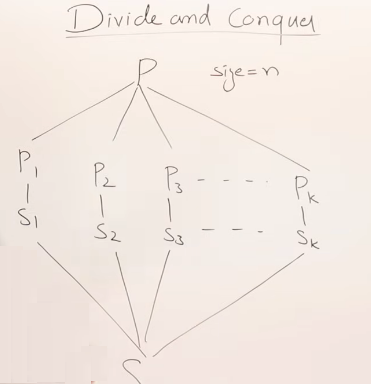 Divide and Conquer
P size = n
P1 P2 P3 - - - - Pk
S1 S2 S3 - - - Sk
S